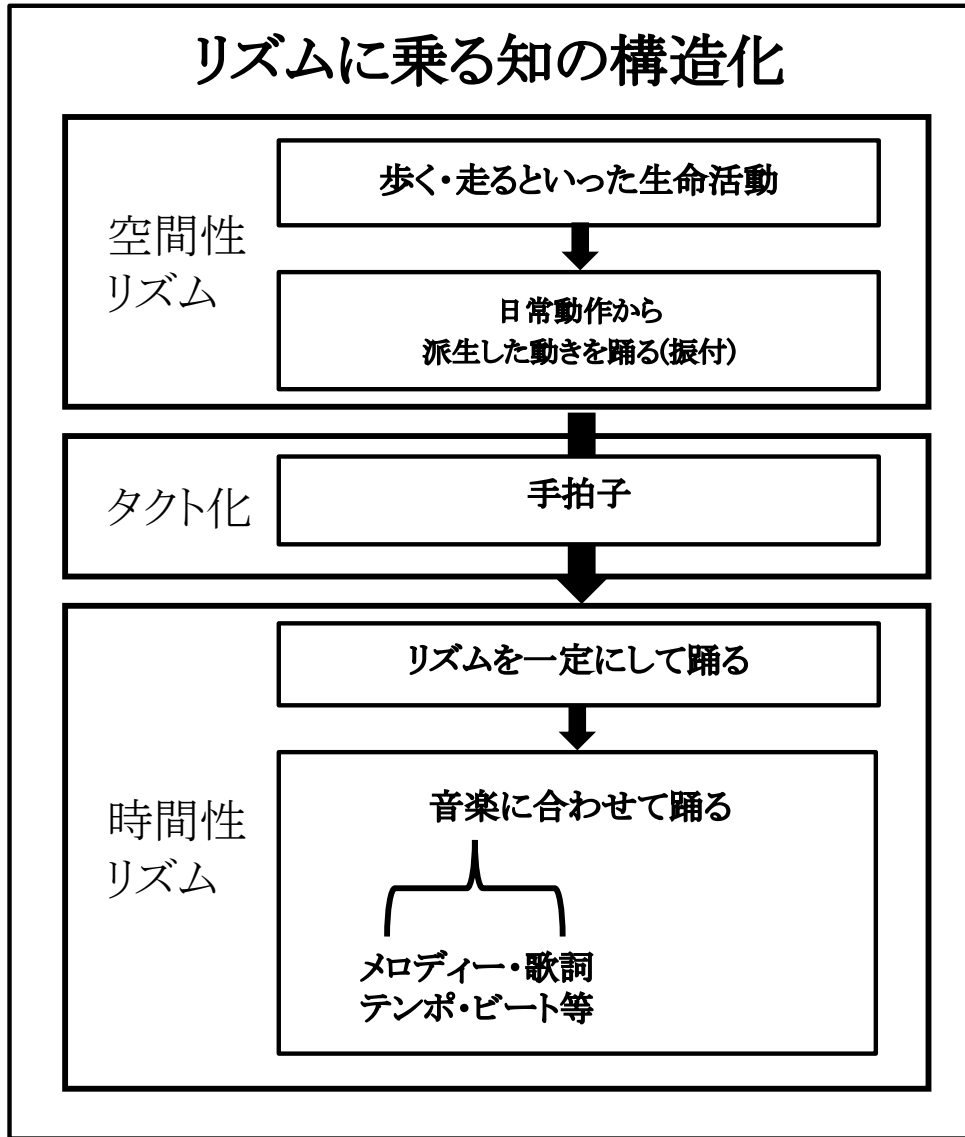 リズムに乗る知の構造化
空間性
リズム
歩く・走るといった生命活動
日常動作から
派生した動きを踊る(振付)
タクト化
手拍子
時間性
リズム
リズムを一定にして踊る
音楽に合わせて踊る
メロディー・歌詞
テンポ・ビート等